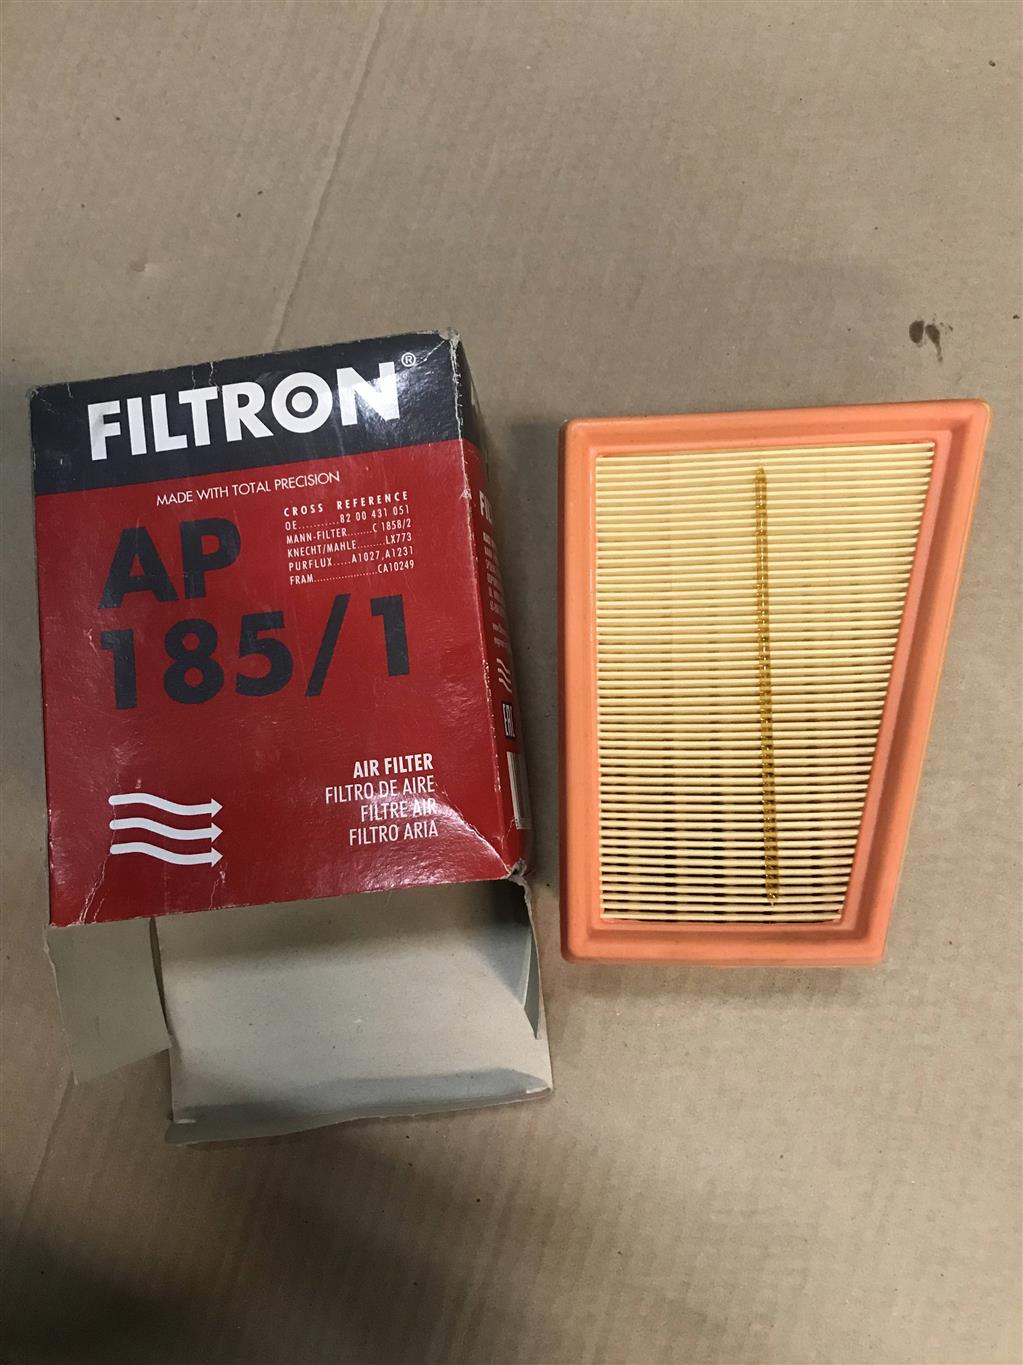 FILTRON®
MADE WITH TOTAL PRECISION
CROSS REFERENCE
OE...........82 00 431 051
MANN-FILTER.......C 1858/2
KNECHT/MAHLE.........LX773
PURFLUX.....A1027,A1231
FRAM.....................CA10249
AP
185/1
AIR FILTER
FILTRO DE AIRE
FILTRE AIR
FILTRO ARIA
EAC